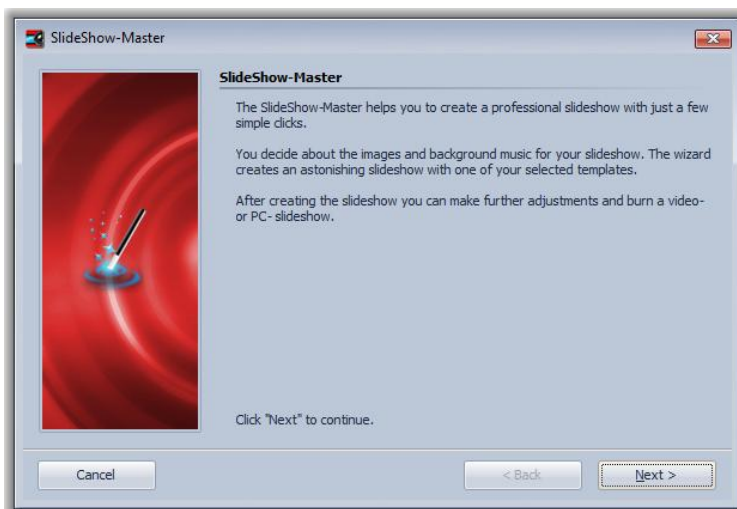 SlideShow-Master
SlideShow-Master
The SlideShow-Master helps you to create a professional slideshow with just a few
simple clicks.
You decide about the images and background music for your slideshow. The wizard
creates an astonishing slideshow with one of your selected templates.
After creating the slideshow you can make further adjustments and burn a video-
or PC- slideshow.
Click "Next" to continue.
Cancel
< Back
Next >